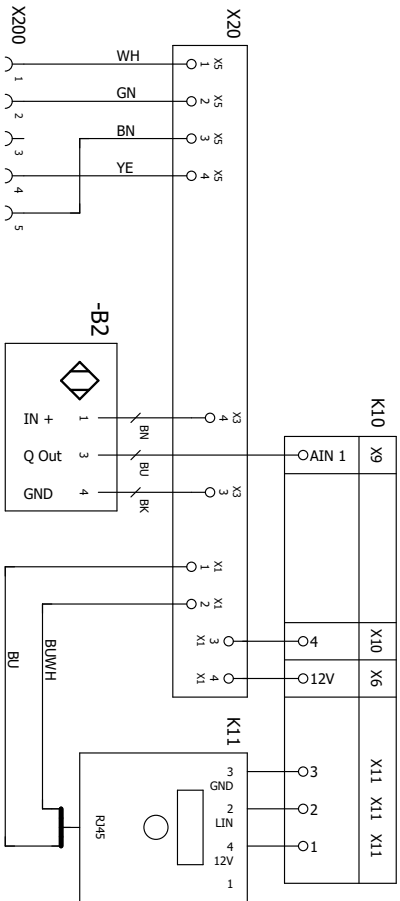 X200
X20
K10
WH
1
1
X5
GN
2
2
X5
BN
3
3
X5
YE
4
4
X5
5
-B2
IN +
1
BN
4
X3
Q Out
3
BU
AIN 1
X9
GND
4
BK
3
X3
1
X1
2
X1
X1
3
4
X10
X1
4
12V
X6
BU
BUWH
K11
RJ45
3
GND
3
X11
2
LIN
2
X11
4
12V
1
X11
1